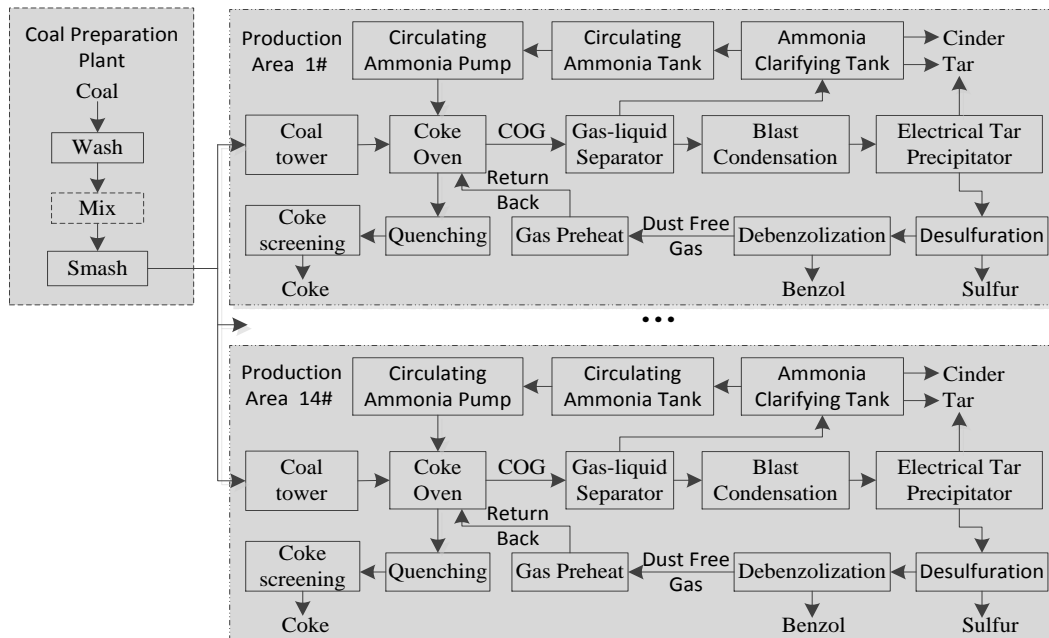 Coal Preparation
Plant
Coal
Wash
Mix
Smash
Production
Area 1#
Circulating
Ammonia Pump
Circulating
Ammonia Tank
Ammonia
Clarifying Tank
Cinder
Tar
Coal
tower
Coke
Oven
COG
Gas-liquid
Separator
Blast
Condensation
Electrical Tar
Precipitator
Return
Back
Coke
screening
Quenching
Gas Preheat
Dust Free
Gas
Debenzolization
Desulfuration
Coke
Benzol
Sulfur
...
Production
Area 14#
Circulating
Ammonia Pump
Circulating
Ammonia Tank
Ammonia
Clarifying Tank
Cinder
Tar
Coal
tower
Coke
Oven
COG
Gas-liquid
Separator
Blast
Condensation
Electrical Tar
Precipitator
Return
Back
Coke
screening
Quenching
Gas Preheat
Dust Free
Gas
Debenzolization
Desulfuration
Coke
Benzol
Sulfur